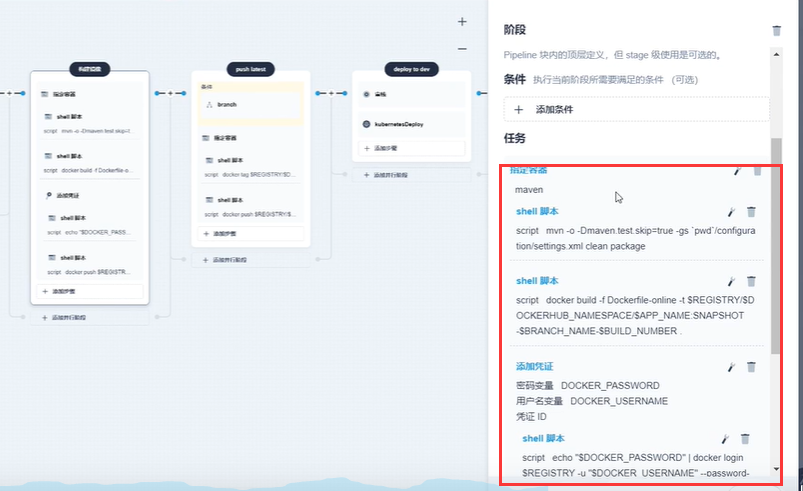 构建镜像
指定容器
shell 脚本
script mvn -o -Dmaven.test.skip=t...
shell 脚本
script docker build -f Dockerfile-o...
添加凭证
shell 脚本
script echo "$DOCKER_PASS...
shell 脚本
script docker push $REGISTR...
添加步骤
添加并行阶段
push latest
条件
branch
指定容器
shell 脚本
script docker tag $REGISTRY/$D...
shell 脚本
script docker push $REGISTRY/$...
添加步骤
添加并行阶段
deploy to dev
审核
kubernetesDeploy
添加步骤
添加并行阶段
阶段
Pipeline 块内的顶层定义，但 stage 级使用是可选的。
条件 执行当前阶段所需要满足的条件 （可选）
添加条件
任务
指定容器
maven
shell 脚本
script mvn -o -Dmaven.test.skip=true -gs `pwd`/configura
tion/settings.xml clean package
shell 脚本
script docker build -f Dockerfile-online -t $REGISTRY/$D
OCKERHUB_NAMESPACE/$APP_NAME:SNAPSHOT
-$BRANCH_NAME-$BUILD_NUMBER .
添加凭证
密码变量 DOCKER_PASSWORD
用户名变量 DOCKER_USERNAME
凭证 ID
shell 脚本
script echo "$DOCKER_PASSWORD" | docker login
$REGISTRY -u "$DOCKER_USERNAME" --password-